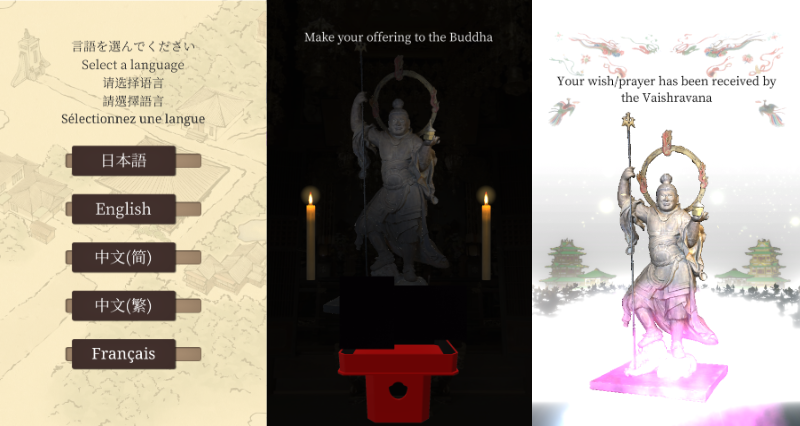 言語を選んでください
Select a language
请选择语言
請選擇語言
Sélectionnez une langue
日本語
English
中文(简)
中文(繁)
Français
Make your offering to the Buddha
Your wish/prayer has been received by
the Vaishravana